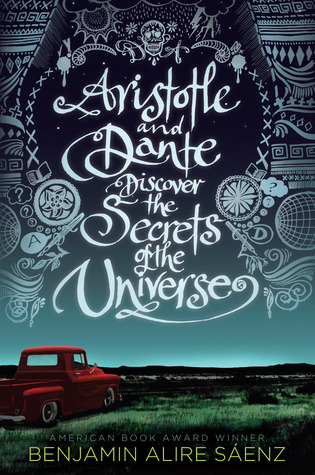 Aristotle
and
Dante
Discover
the
Secrets
of the
Universe
AMERICAN BOOK AWARD WINNER
BENJAMIN ALIRE SÁENZ